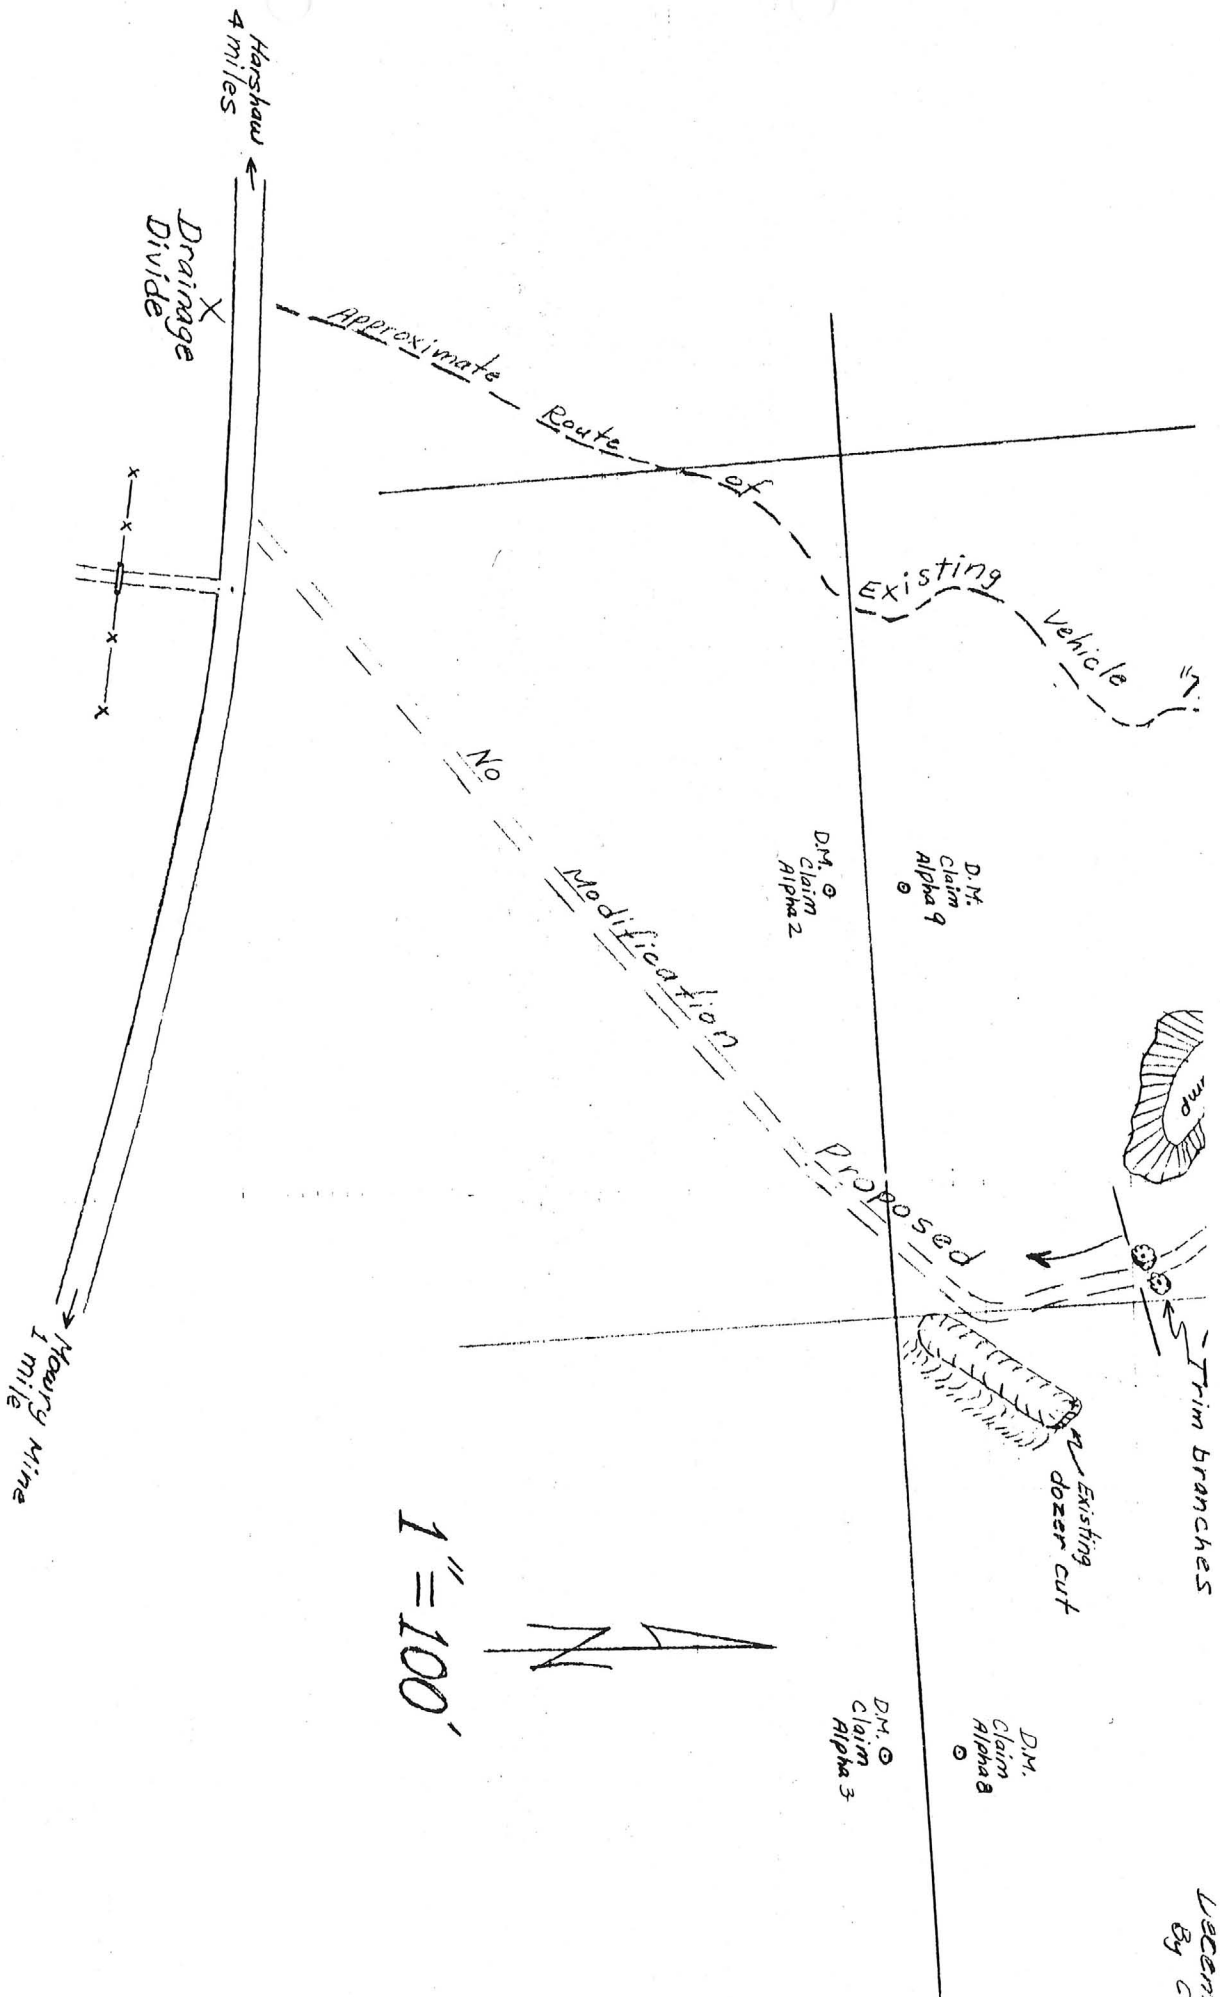 Harshaw
4 miles
Drainage
Divide
X
Approximate Route of Existing Vehicle
No Modification Proposed
D.M.
Claim
Alpha 9
D.M.
Claim
Alpha 2
Trim branches
Existing
dozer cut
Mowry Mine
1 mile
1"=100'
N
D.M.
Claim
Alpha 8
D.M.
Claim
Alpha 3
By